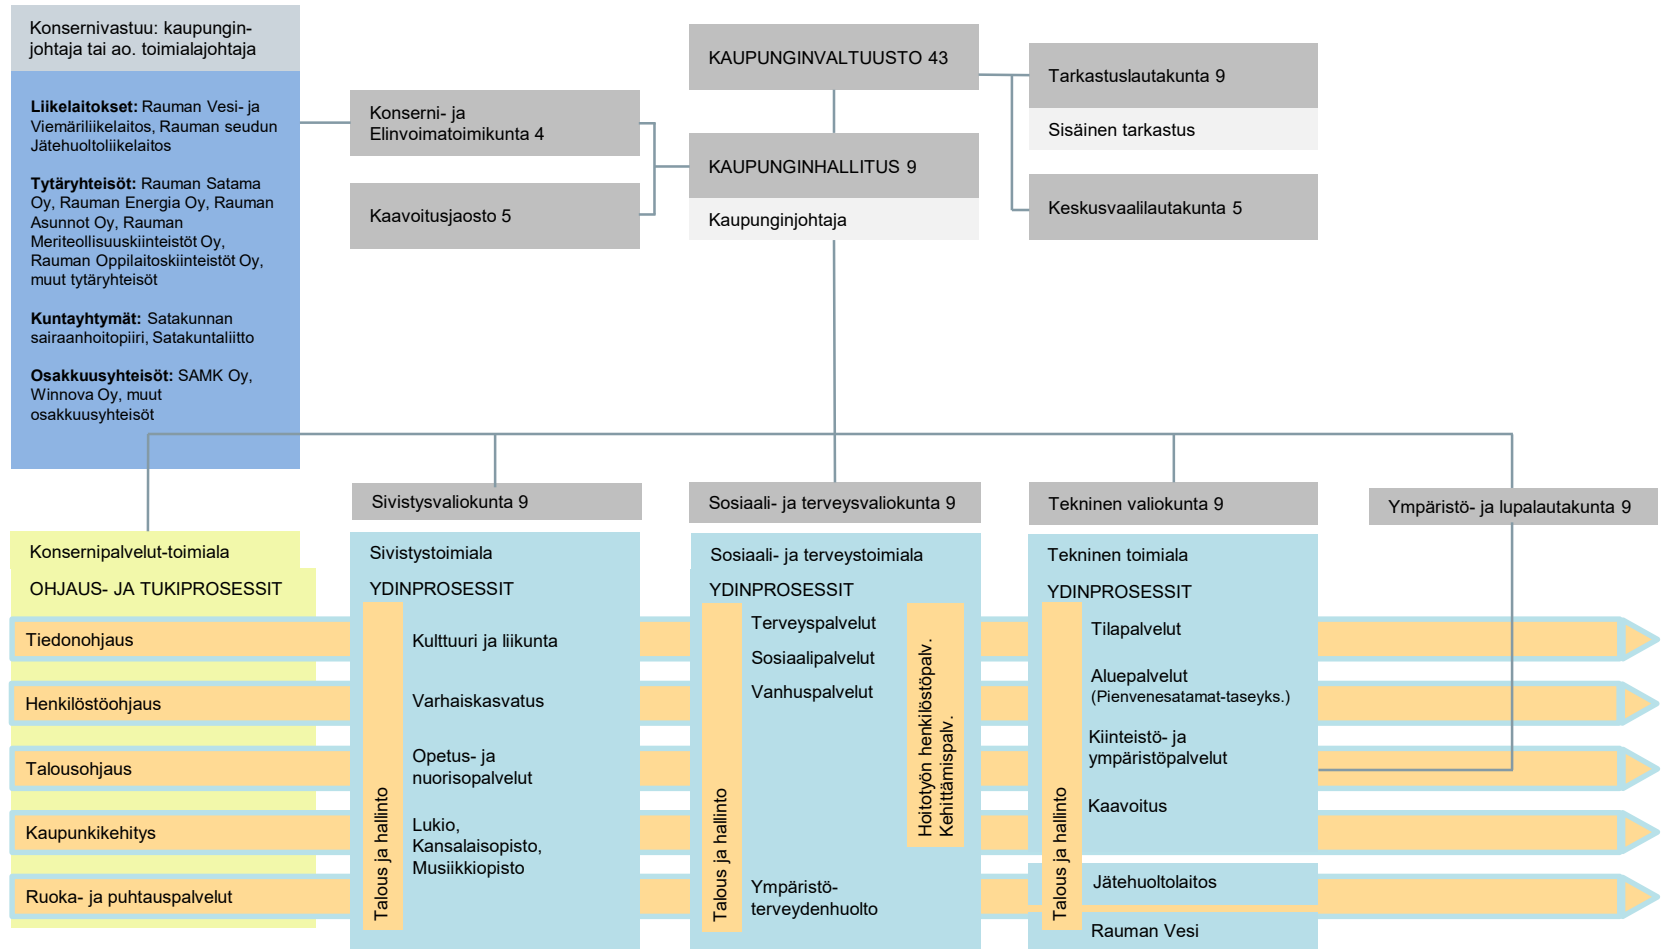 Konsernivastuu: kaupungin-
johtaja tai ao. toimialajohtaja
Liikelaitokset: Rauman Vesi- ja
Viemäriliikelaitos, Rauman seudun
Jätehuoltoliikelaitos
Tytäryhteisöt: Rauman Satama
Oy, Rauman Energia Oy, Rauman
Asunnot Oy, Rauman
Meriteollisuuskiinteistöt Oy,
Rauman Oppilaitoskiinteistöt Oy,
muut tytäryhteisöt
Kuntayhtymät: Satakunnan
sairaanhoitopiiri, Satakuntaliitto
Osakkuusyhteisöt: SAMK Oy,
Winnova Oy, muut
osakkuusyhteisöt
Konserni- ja
Elinvoimatoimikunta 4
Kaavoitusjaosto 5
KAUPUNGINVALTUUSTO 43
KAUPUNGINHALLITUS 9
Kaupunginjohtaja
Tarkastuslautakunta 9
Sisäinen tarkastus
Keskusvaalilautakunta 5
Konsernipalvelut-toimiala
OHJAUS- JA TUKIPROSESSIT
Tiedonohjaus
Henkilöstöohjaus
Talousohjaus
Kaupunkikehitys
Ruoka- ja puhtauspalvelut
Sivistysvaliokunta 9
Sivistystoimiala
YDINPROSESSIT
Talous ja hallinto
Kulttuuri ja liikunta
Varhaiskasvatus
Opetus- ja
nuorisopalvelut
Lukio,
Kansalaisopisto,
Musiikkiopisto
Sosiaali- ja terveysvaliokunta 9
Sosiaali- ja terveystoimiala
YDINPROSESSIT
Talous ja hallinto
Terveyspalvelut
Sosiaalipalvelut
Vanhuspalvelut
Ympäristö-
terveydenhuolto
Hoitotyön henkilöstöpalv.
Kehittämispalv.
Tekninen valiokunta 9
Tekninen toimiala
YDINPROSESSIT
Talous ja hallinto
Tilapalvelut
Aluepalvelut
(Pienvenesatamat-taseyks.)
Kiinteistö- ja
ympäristöpalvelut
Kaavoitus
Jätehuoltolaitos
Rauman Vesi
Ympäristö- ja lupalautakunta 9